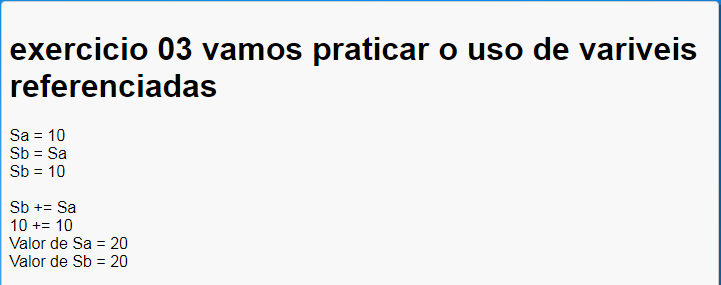 exercicio 03 vamos praticar o uso de variveis
referenciadas
Sa = 10
Sb = Sa
Sb = 10
Sb += Sa
10 += 10
Valor de Sa = 20
Valor de Sb = 20